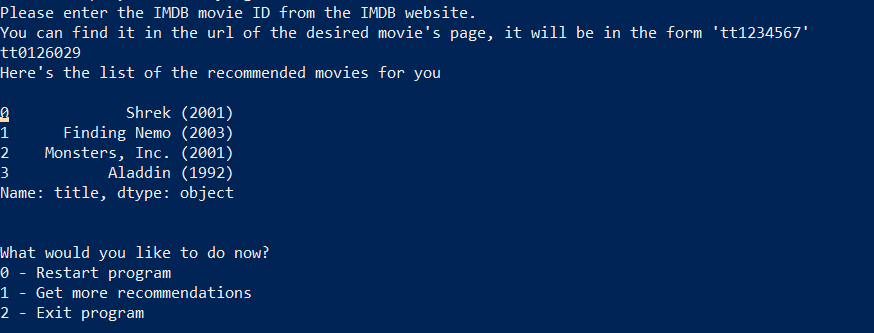 Please enter the IMDB movie ID from the IMDB website.
You can find it in the url of the desired movie's page, it will be in the form 'tt1234567'
tt0126029
Here's the list of the recommended movies for you
0 Shrek (2001)
1 Finding Nemo (2003)
2 Monsters, Inc. (2001)
3 Aladdin (1992)
Name: title, dtype: object
What would you like to do now?
0 - Restart program
1 - Get more recommendations
2 - Exit program